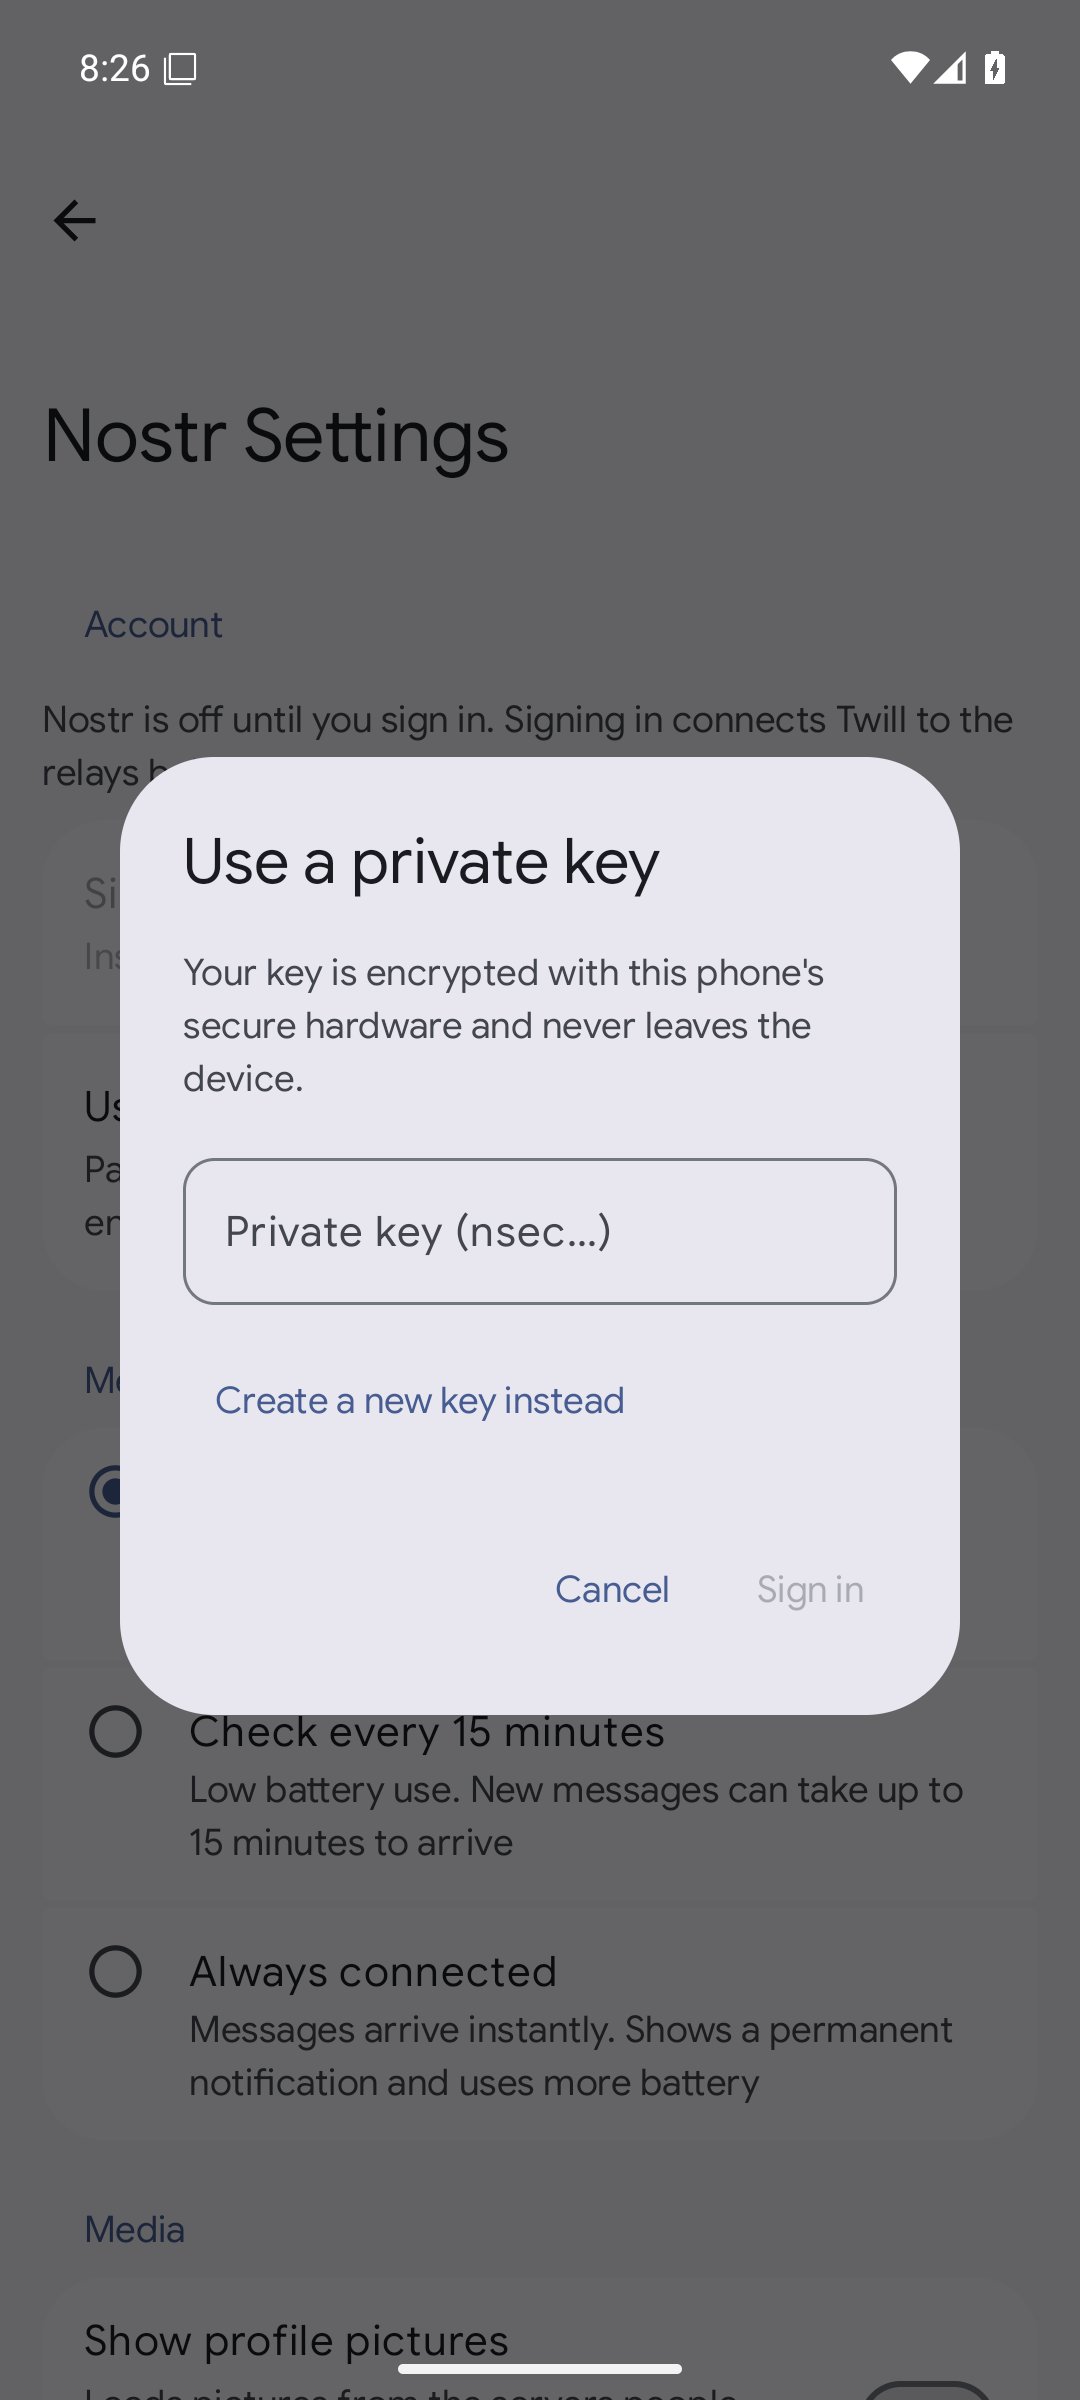 8:26
Nostr Settings
Account
Nostr is off until you sign in. Signing in connects Twill to the
relays
Use a private key
Your key is encrypted with this phone's
secure hardware and never leaves the
device.
Private key (nsec...)
Create a new key instead
Cancel
Sign in
Check every 15 minutes
Low battery use. New messages can take up to
15 minutes to arrive
Always connected
Messages arrive instantly. Shows a permanent
notification and uses more battery
Media
Show profile pictures